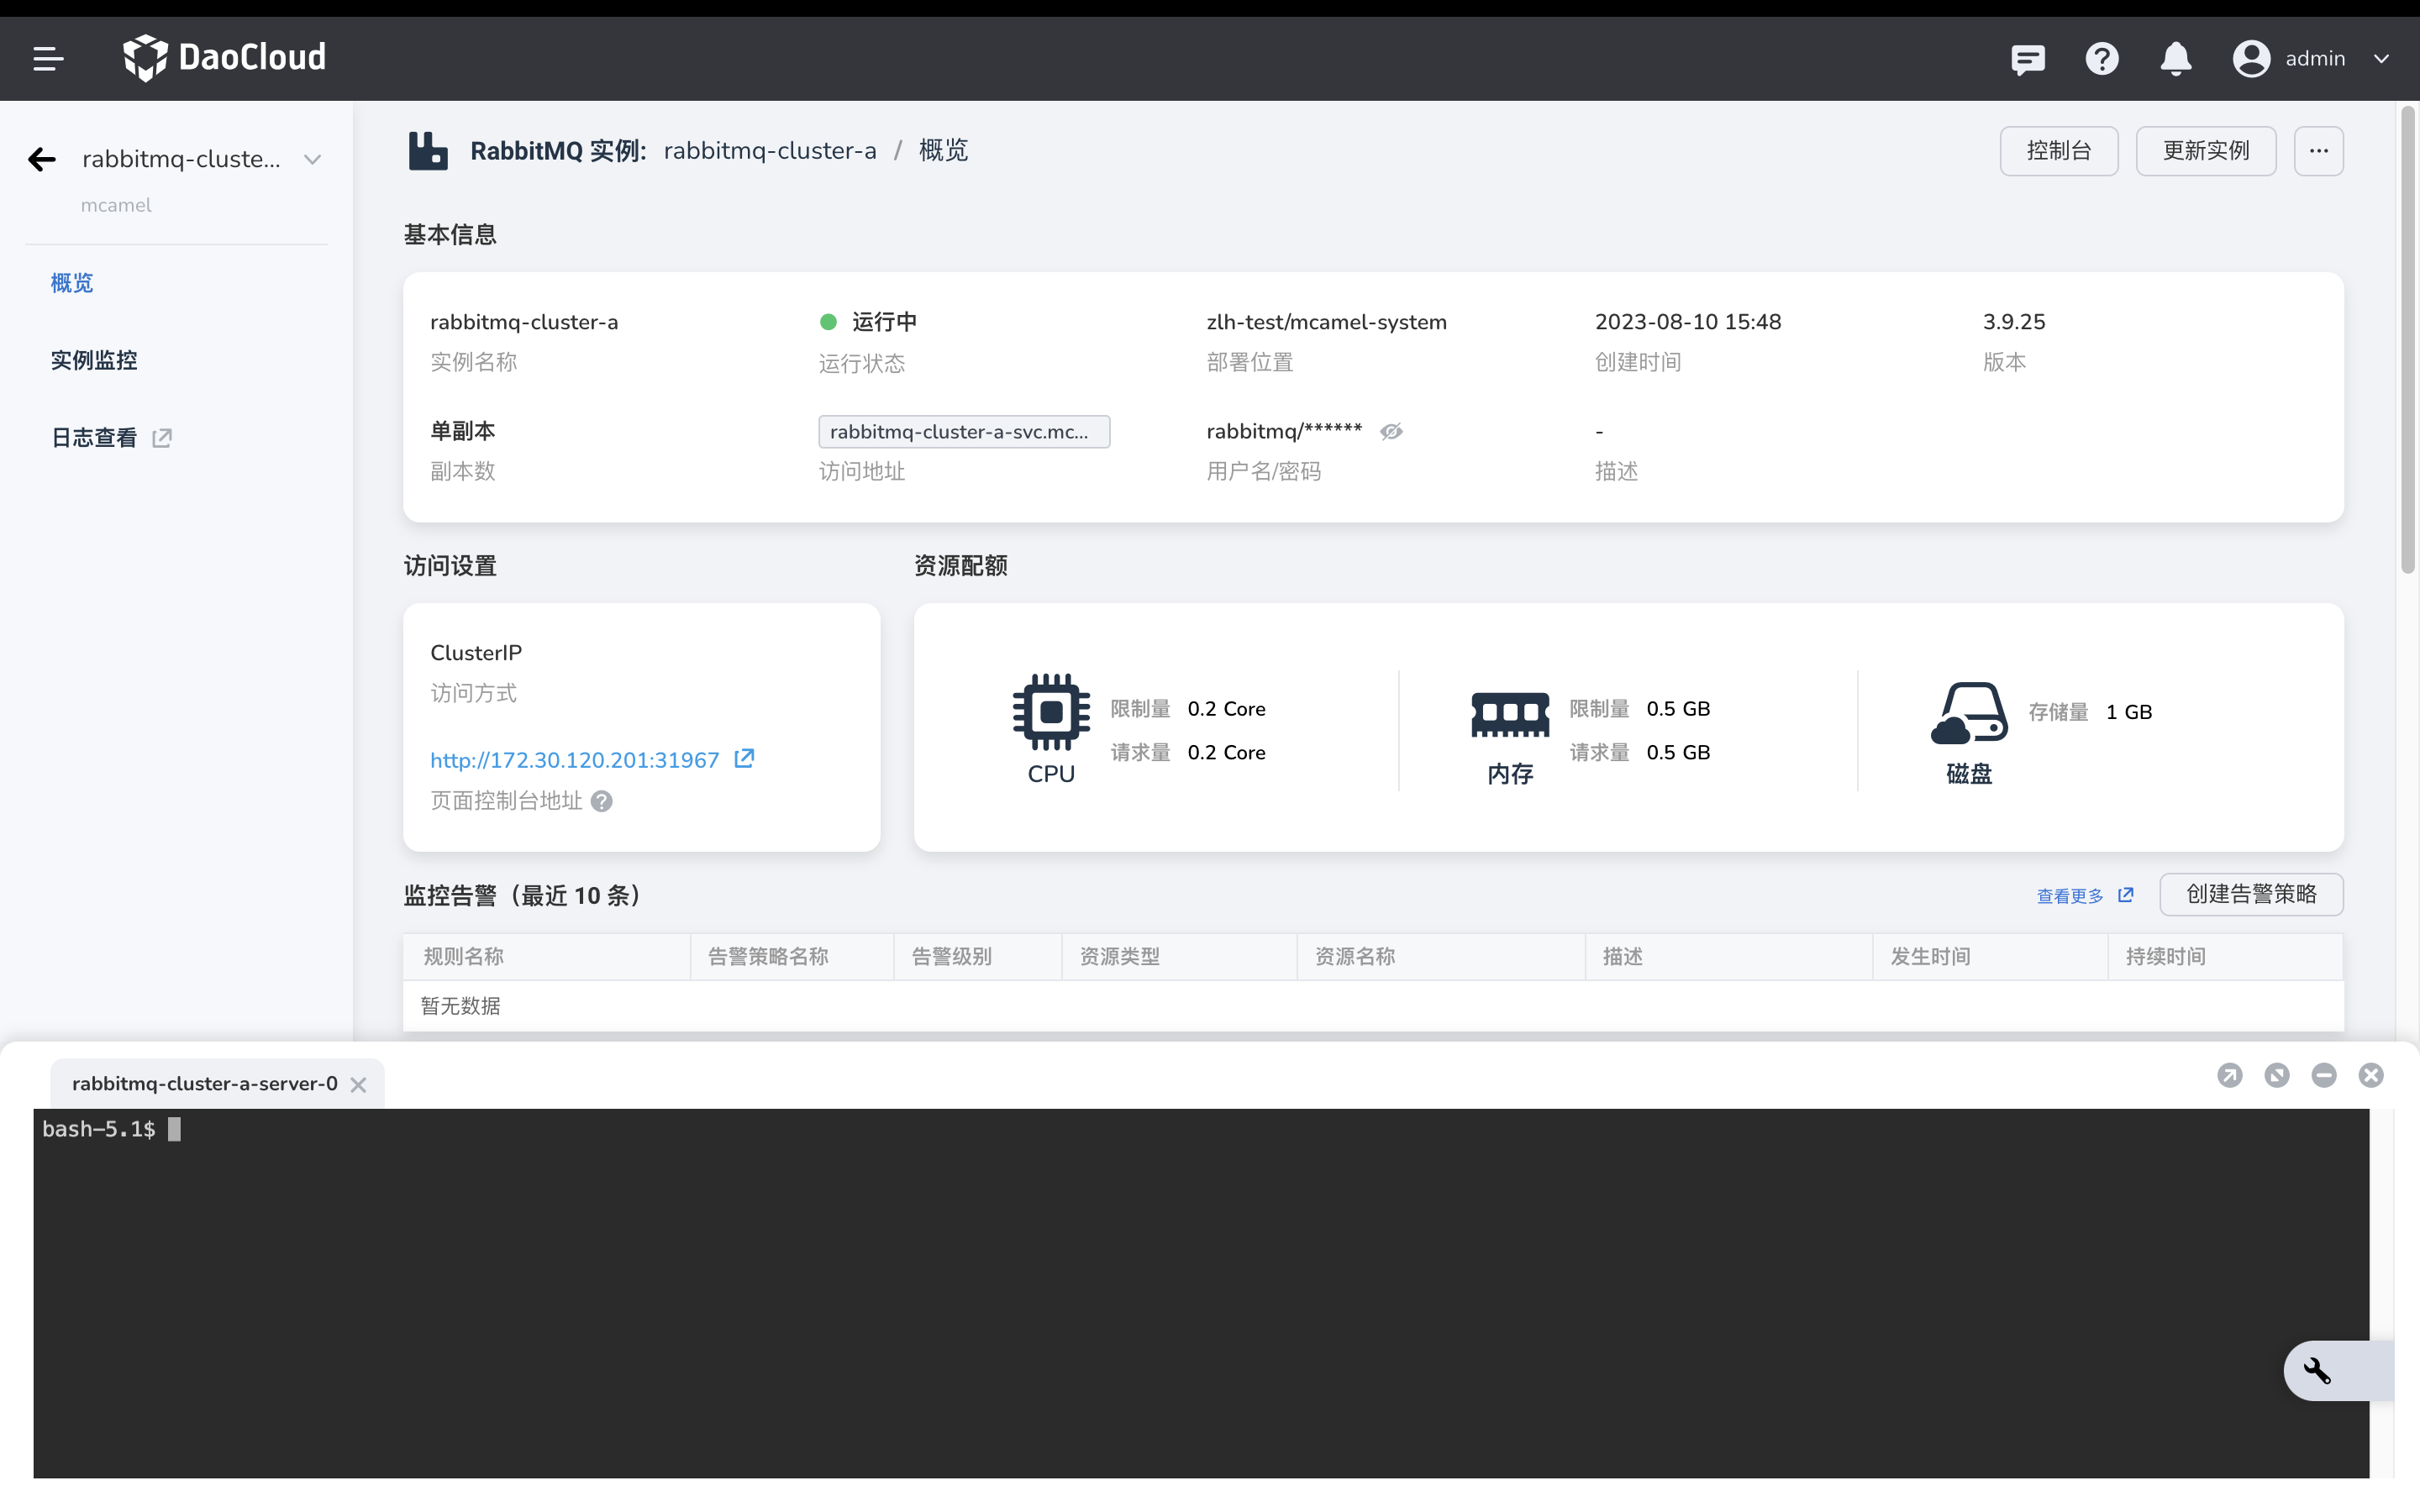 DaoCloud
admin
rabbitmq-cluste...
mcamel
概览
实例监控
日志查看
RabbitMQ 实例: rabbitmq-cluster-a / 概览
控制台 更新实例 ...
基本信息
rabbitmq-cluster-a 运行中 zlh-test/mcamel-system 2023-08-10 15:48 3.9.25
实例名称 运行状态 部署位置 创建时间 版本
单副本 rabbitmq-cluster-a-svc.mc... rabbitmq/****** -
副本数 访问地址 用户名/密码 描述
访问设置 资源配额
ClusterIP
访问方式
http://172.30.120.201:31967
页面控制台地址
限制量 0.2 Core
请求量 0.2 Core
CPU
限制量 0.5 GB
请求量 0.5 GB
内存
存储量 1 GB
磁盘
监控告警（最近 10 条） 查看更多 创建告警策略
规则名称 告警策略名称 告警级别 资源类型 资源名称 描述 发生时间 持续时间
暂无数据
rabbitmq-cluster-a-server-0
bash-5.1$